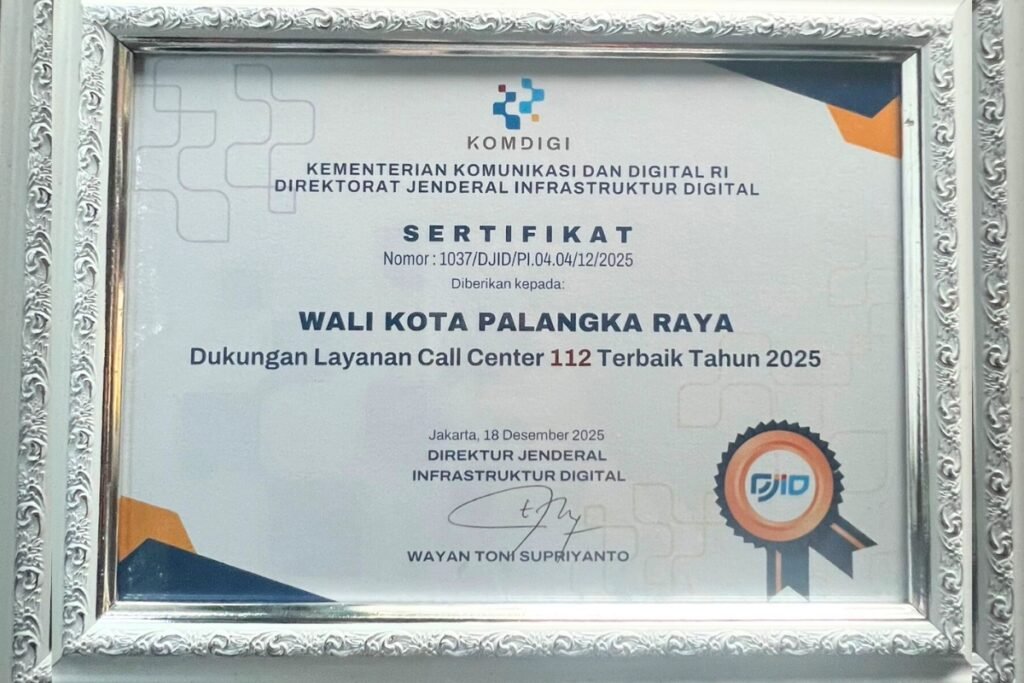 KOMDIGI
KEMENTERIAN KOMUNIKASI DAN DIGITAL RI
DIREKTORAT JENDERAL INFRASTRUKTUR DIGITAL
SERTIFIKAT
Nomor : 1037/DJID/PI.04.04/12/2025
Diberikan kepada:
WALI KOTA PALANGKA RAYA
Dukungan Layanan Call Center 112 Terbaik Tahun 2025
Jakarta, 18 Desember 2025
DIREKTUR JENDERAL
INFRASTRUKTUR DIGITAL
WAYAN TONI SUPRIYANTO
DJID